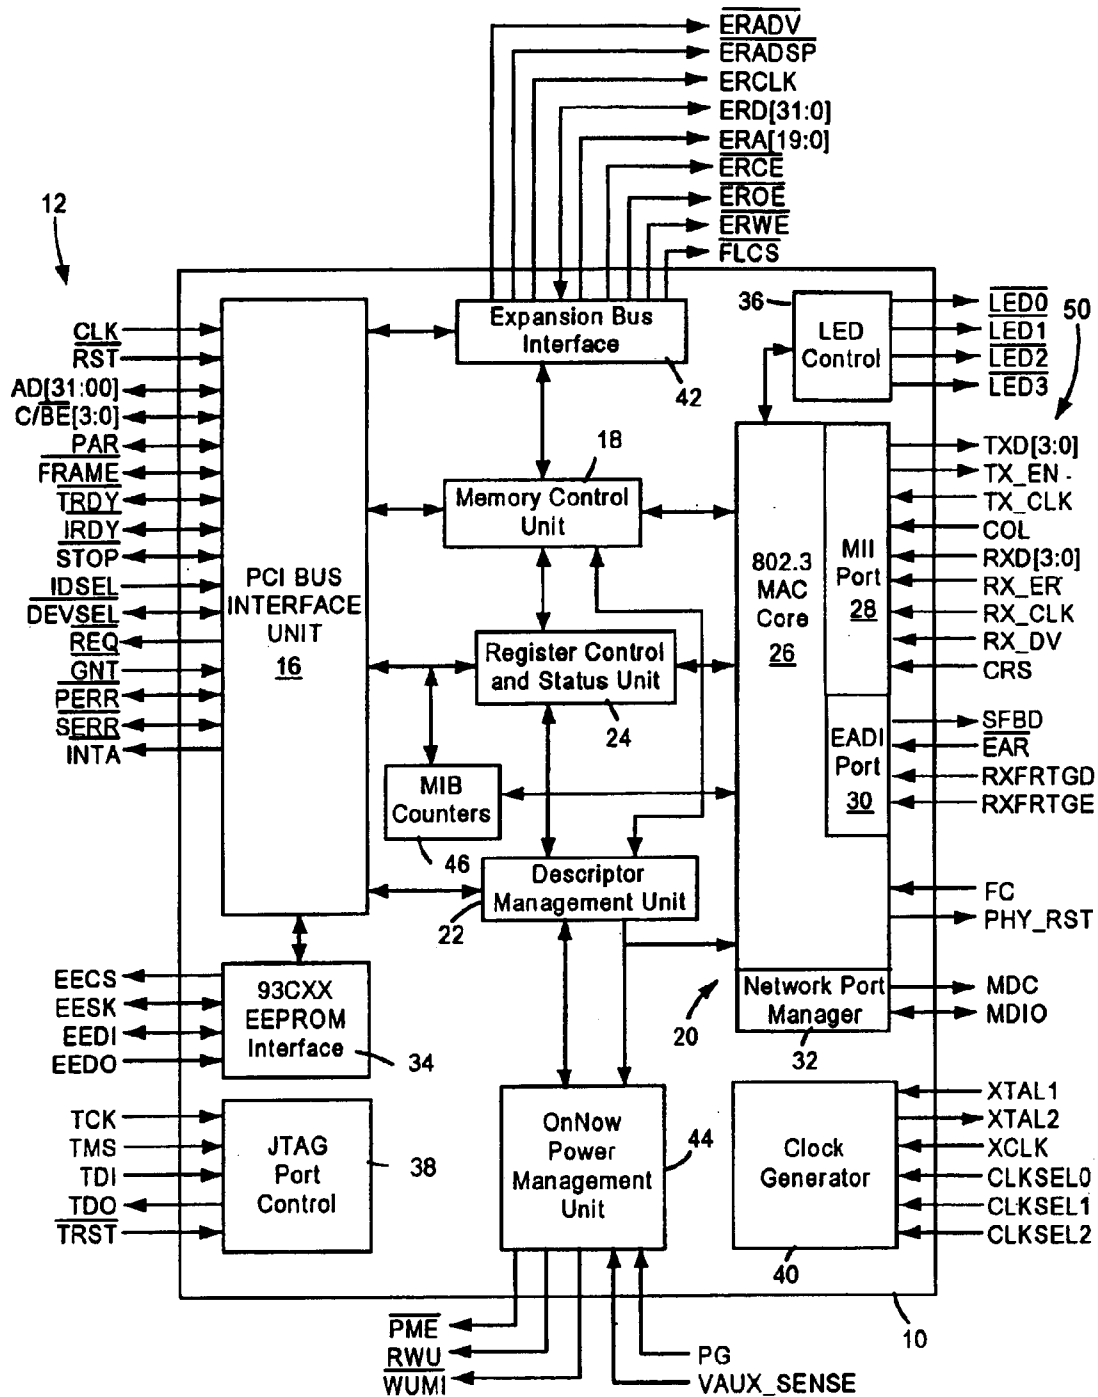 ERADV
ERADSP
ERCLK
ERD[31:0]
ERA[19:0]
ERCE
EROE
ERWE
FLCS
12
CLK
RST
AD[31:00]
C/BE[3:0]
PAR
FRAME
TRDY
IRDY
STOP
IDSEL
DEVSEL
REQ
GNT
PERR
SERR
INTA
PCI BUS
INTERFACE
UNIT
16
Expansion Bus
Interface
42
36
LED
Control
LED0
LED1
LED2
LED3
50
18
Memory Control
Unit
802.3
MAC
Core
26
MII
Port
28
TXD[3:0]
TX_EN
TX_CLK
COL
RXD[3:0]
RX_ER
RX_CLK
RX_DV
CRS
Register Control
and Status Unit
24
EADI
Port
30
SFBD
EAR
RXFRTGD
RXFRTGE
MIB
Counters
46
Descriptor
Management Unit
22
FC
PHY_RST
EECS
EESK
EEDI
EEDO
93CXX
EEPROM
Interface
34
20
Network Port
Manager
32
MDC
MDIO
TCK
TMS
TDI
TDO
TRST
JTAG
Port
Control
38
OnNow
Power
Management
Unit
44
Clock
Generator
40
XTAL1
XTAL2
XCLK
CLKSEL0
CLKSEL1
CLKSEL2
10
PME
RWU
WUMI
PG
VAUX_SENSE